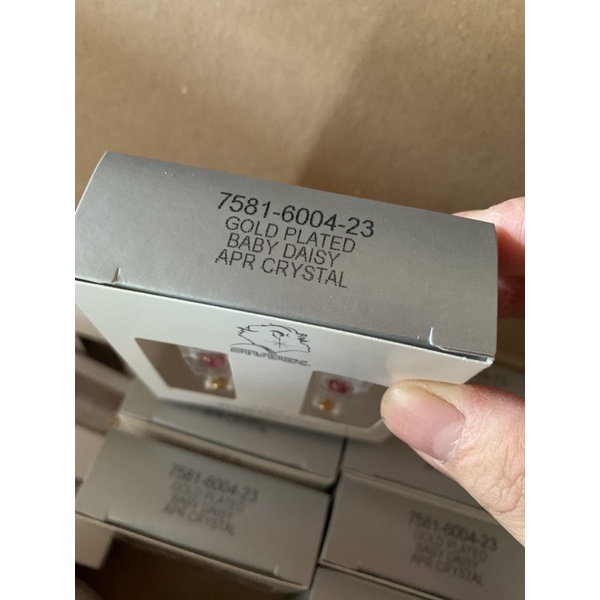 7581-6004-23
GOLD PLATED
BABY DAISY
APR CRYSTAL
STUDEX
7581-6004-23
GOLD PLATED
BABY DAISY
APR CRYSTAL
7581-6004-23
GOLD PLATED
BABY DAISY
APR CRYSTAL